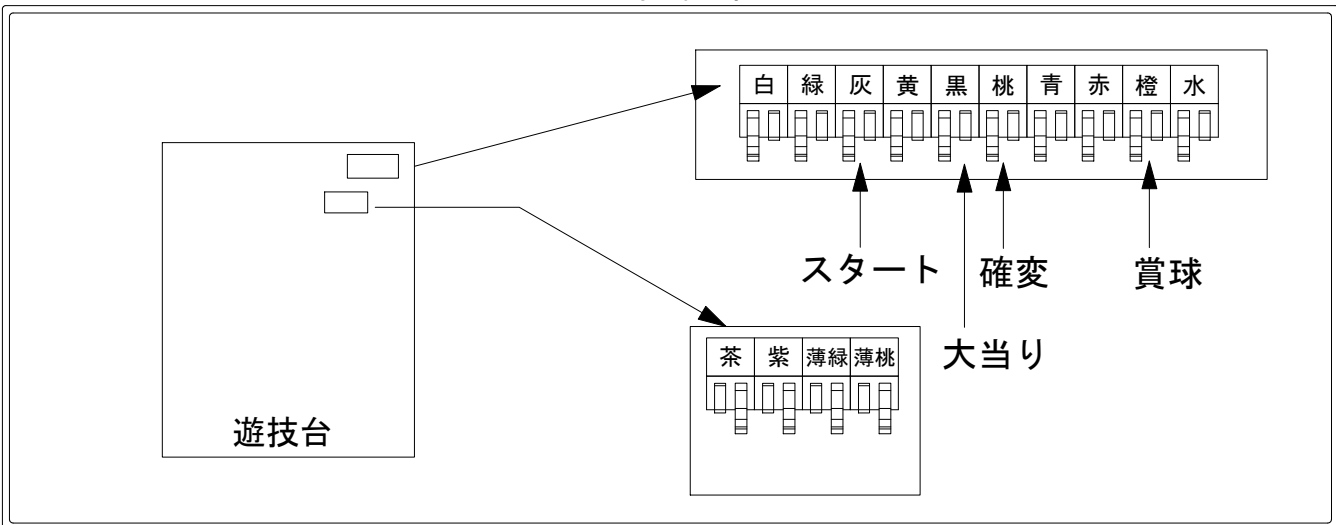 白 緑 灰 黄 黒 桃 青 赤 橙 水
スタート 確変 賞球
大当り
茶 紫 薄緑 薄桃
遊技台